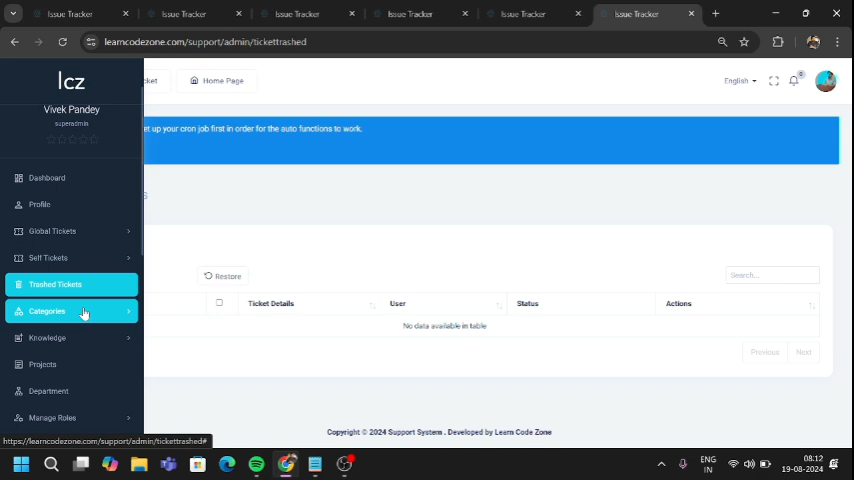 Issue Tracker
Issue Tracker
Issue Tracker
Issue Tracker
Issue Tracker
Issue Tracker
learncodezone.com/support/admin/tickettrashed
lcz
ket
Home Page
English
0
Vivek Pandey
superadmin
et up your cron job first in order for the auto functions to work.
Dashboard
Profile
s
Global Tickets
Self Tickets
Trashed Tickets
Restore
Search...
Categories
Ticket Details
User
Status
Actions
No data available in table
Knowledge
Previous
Next
Projects
Department
Manage Roles
Copyright © 2024 Support System . Developed by Learn Code Zone
https://learncodezone.com/support/admin/tickettrashed#
ENG
IN
08:12
19-08-2024